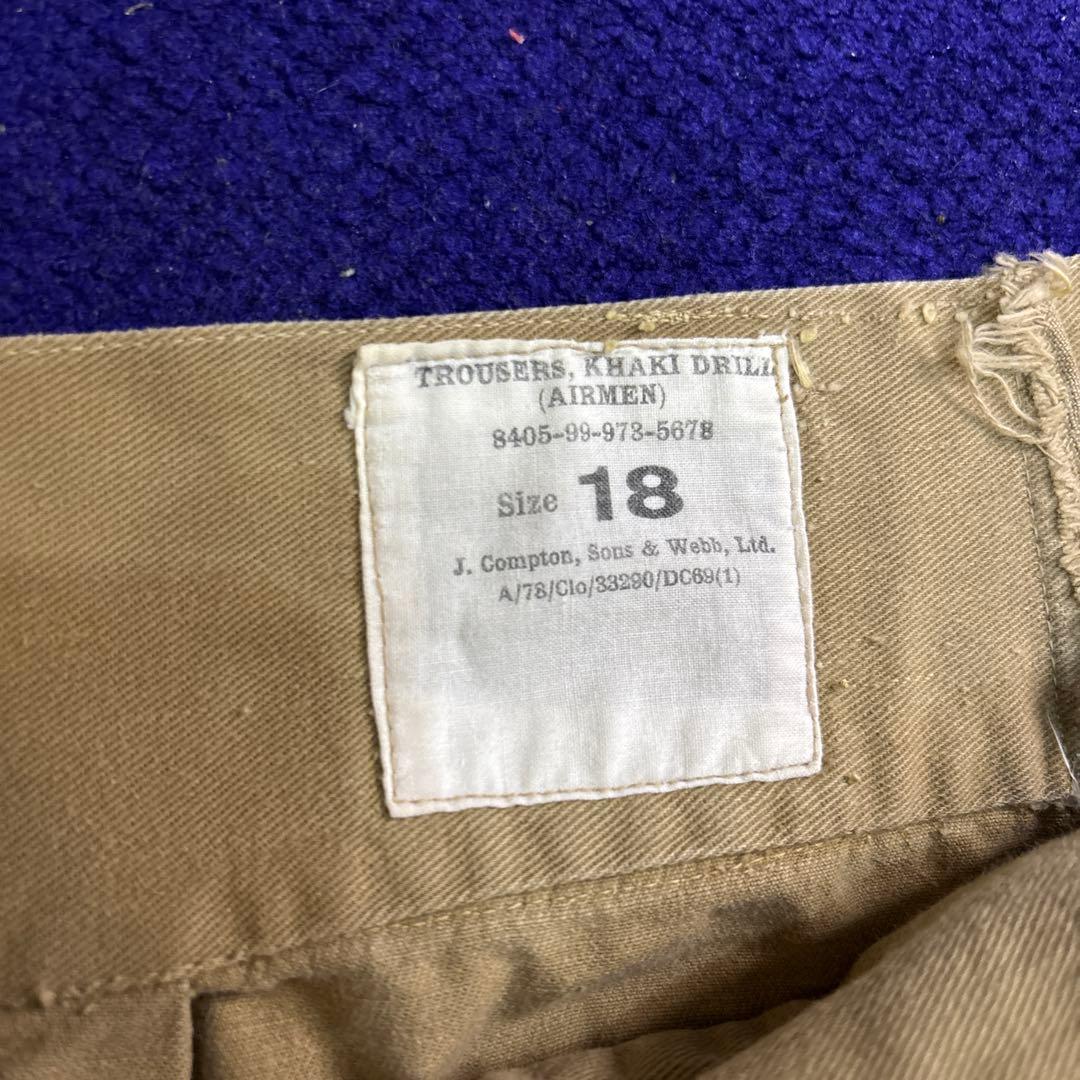 TROUSERS, KHAKI DRILL
(AIRMEN)
8405-99-973-5678
Size 18
J. Compton, Sons & Webb, Ltd.
A/78/Clo/33290/DC69(1)